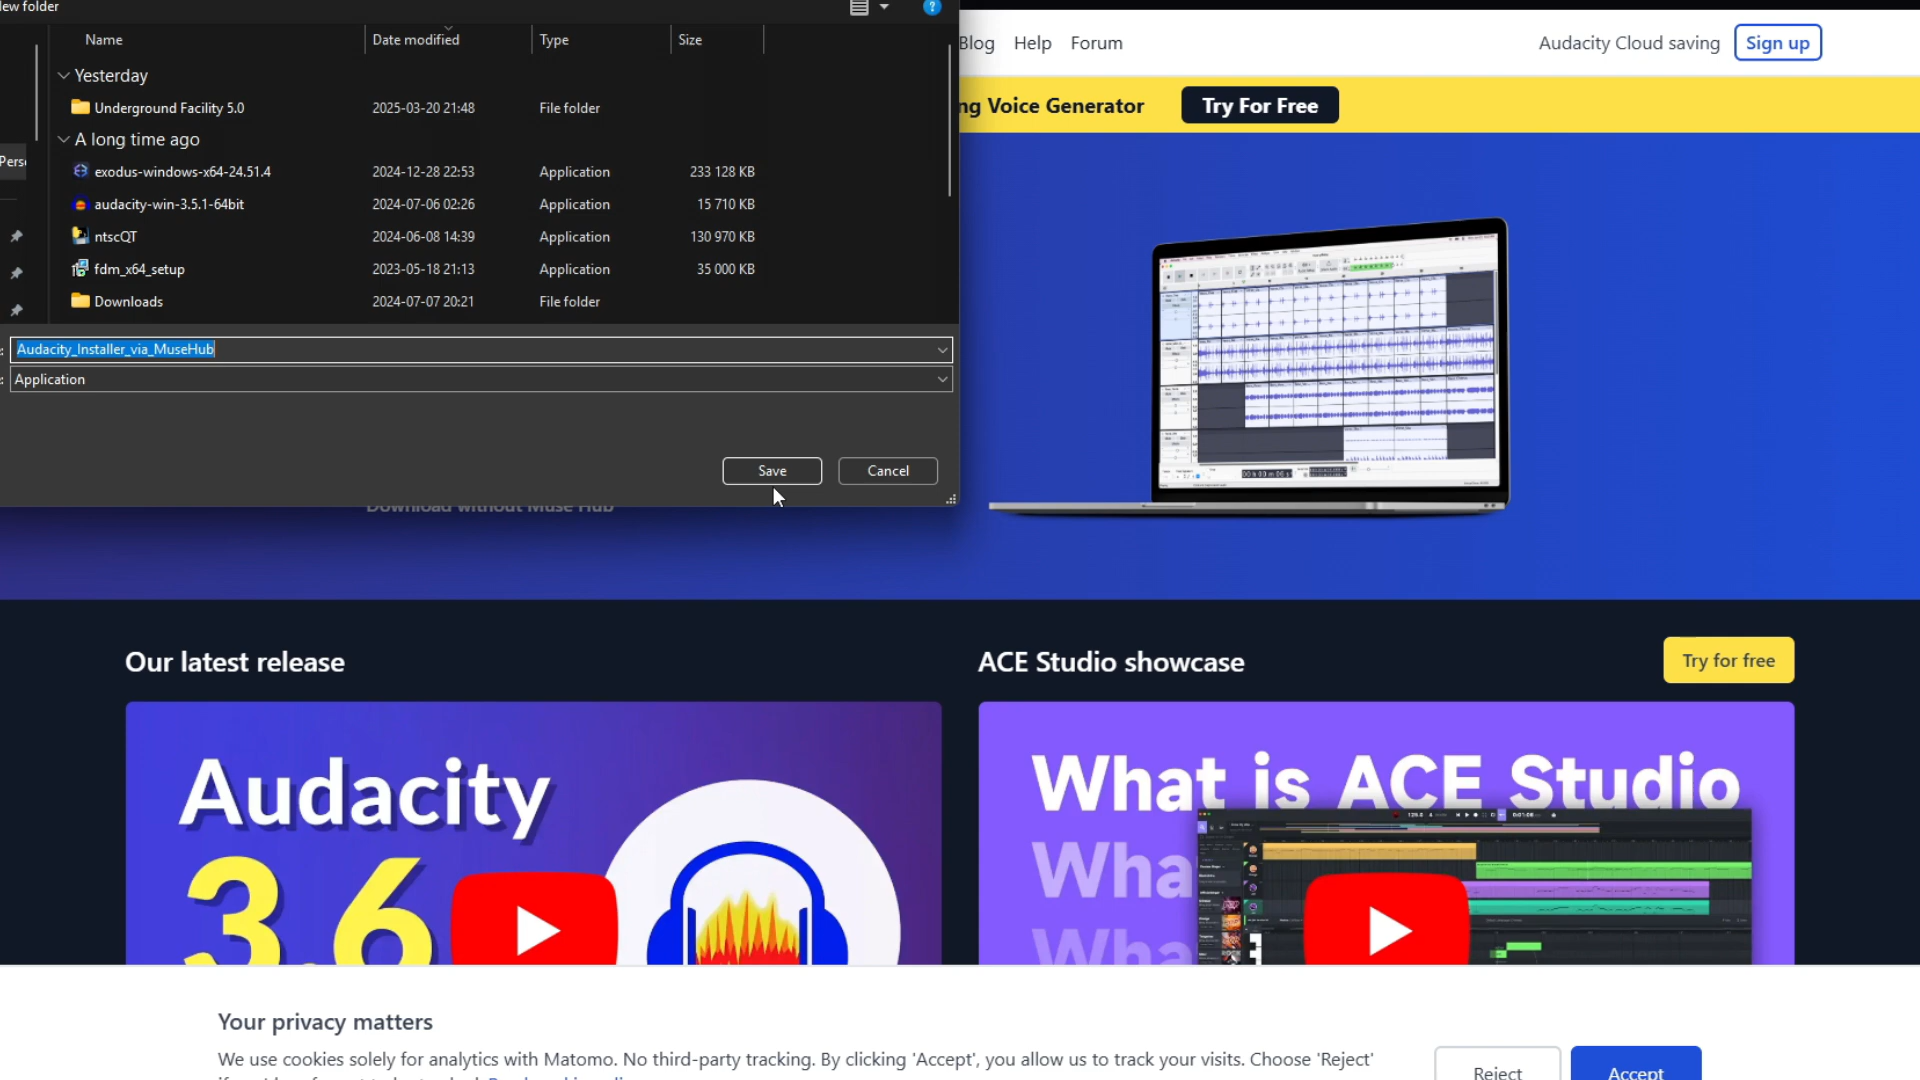 ew folder
Name Date modified Type Size
Yesterday
Underground Facility 5.0 2025-03-20 21:48 File folder
A long time ago
exodus-windows-x64-24.51.4 2024-12-28 22:53 Application 233 128 KB
audacity-win-3.5.1-64bit 2024-07-06 02:26 Application 15 710 KB
ntscQT 2024-06-08 14:39 Application 130 970 KB
fdm_x64_setup 2023-05-18 21:13 Application 35 000 KB
Downloads 2024-07-07 20:21 File folder
Pers
Audacity_Installer_via_MuseHub
Application
Save Cancel
Blog Help Forum Audacity Cloud saving Sign up
ng Voice Generator Try For Free
Download without Muse Hub
Our latest release
ACE Studio showcase
Try for free
Audacity
3.6
What is ACE Studio
Wha
Wha
Your privacy matters
We use cookies solely for analytics with Matomo. No third-party tracking. By clicking 'Accept', you allow us to track your visits. Choose 'Reject'
Reject Accept